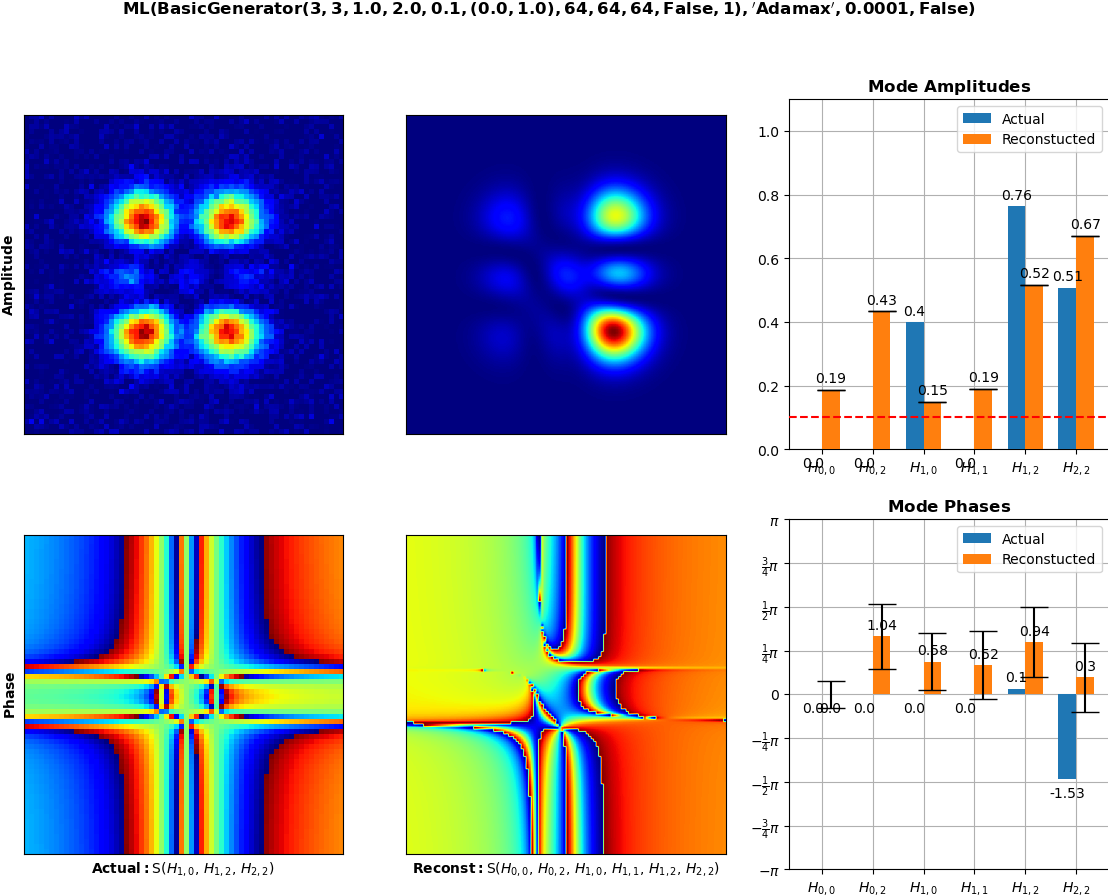 ML(BasicGenerator(3, 3, 1.0, 2.0, 0.1, (0.0, 1.0), 64, 64, 64, False, 1), ′Adamax′, 0.0001, False)
Amplitude
Mode Amplitudes
Actual
Reconstucted
1.0
0.8
0.6
0.4
0.2
0.0
0.0
0.19
0.0
0.43
0.4
0.15
0.0
0.19
0.76
0.52
0.51
0.67
H0,0
H0,2
H1,0
H1,1
H1,2
H2,2
Phase
Actual: S(H1,0, H1,2, H2,2)
Reconst: S(H0,0, H0,2, H1,0, H1,1, H1,2, H2,2)
Mode Phases
Actual
Reconstucted
π
3/4π
1/2π
1/4π
0
−1/4π
−1/2π
−3/4π
−π
0.0
0.0
0.0
1.04
0.0
0.58
0.0
0.52
0.1
0.94
-1.53
0.3
H0,0
H0,2
H1,0
H1,1
H1,2
H2,2